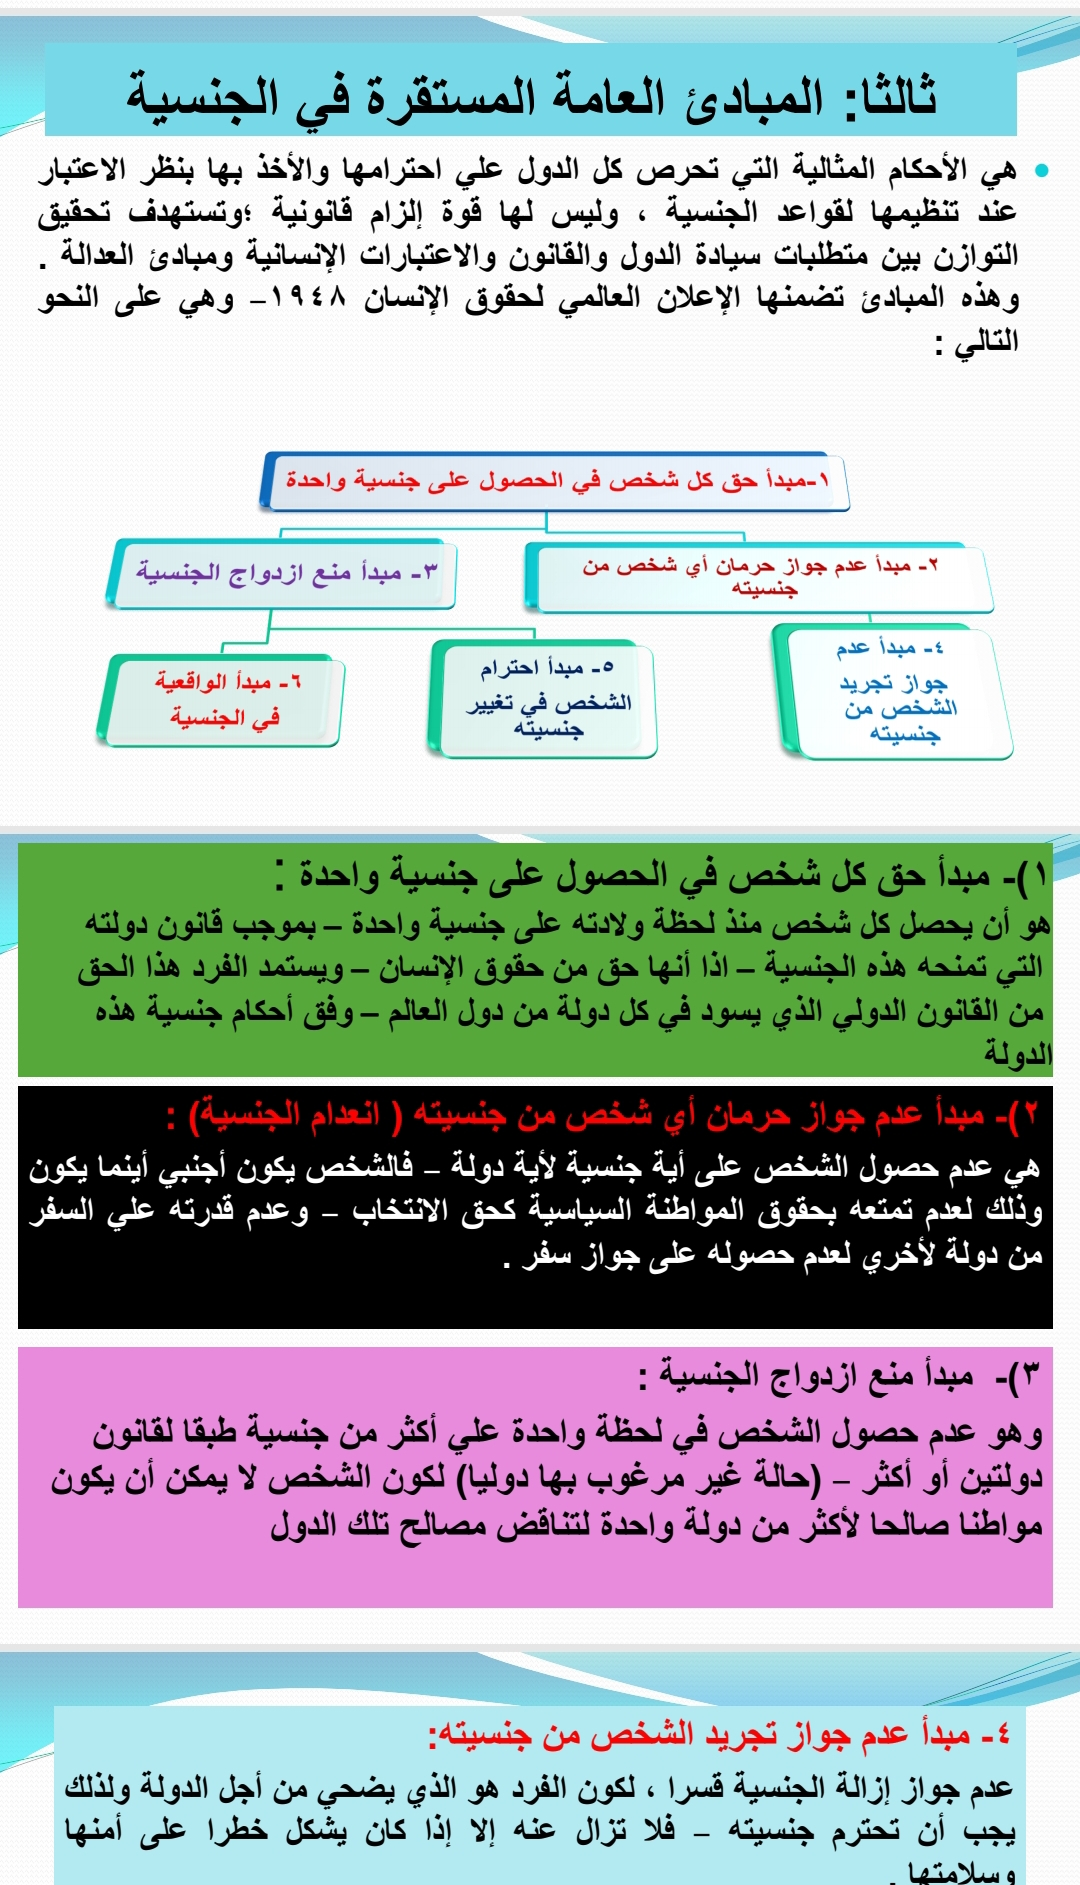 ثالثا: المبادئ العامة المستقرة في الجنسية
• هي الأحكام المثالية التي تحرص كل الدول علي احترامها والأخذ بها بنظر الاعتبار
عند تنظيمها لقواعد الجنسية ، وليس لها قوة إلزام قانونية ؛وتستهدف تحقيق
التوازن بين متطلبات سيادة الدول والقانون والاعتبارات الإنسانية ومبادئ العدالة .
وهذه المبادئ تضمنها الإعلان العالمي لحقوق الإنسان ١٩٤٨– وهي على النحو
التالي :
١-مبدأ حق كل شخص في الحصول على جنسية واحدة
٢- مبدأ عدم جواز حرمان أي شخص من
جنسيته
٣- مبدأ منع ازدواج الجنسية
٤- مبدأ عدم
جواز تجريد
الشخص من
جنسيته
٥- مبدأ احترام
الشخص في تغيير
جنسيته
٦- مبدأ الواقعية
في الجنسية
١)- مبدأ حق كل شخص في الحصول على جنسية واحدة :
هو أن يحصل كل شخص منذ لحظة ولادته على جنسية واحدة – بموجب قانون دولته
التي تمنحه هذه الجنسية – اذا أنها حق من حقوق الإنسان – ويستمد الفرد هذا الحق
من القانون الدولي الذي يسود في كل دولة من دول العالم – وفق أحكام جنسية هذه
الدولة
٢)- مبدأ عدم جواز حرمان أي شخص من جنسيته ( انعدام الجنسية) :
هي عدم حصول الشخص على أية جنسية لأية دولة – فالشخص يكون أجنبي أينما يكون
وذلك لعدم تمتعه بحقوق المواطنة السياسية كحق الانتخاب – وعدم قدرته علي السفر
من دولة لأخري لعدم حصوله على جواز سفر .
٣)- مبدأ منع ازدواج الجنسية :
وهو عدم حصول الشخص في لحظة واحدة علي أكثر من جنسية طبقا لقانون
دولتين أو أكثر – (حالة غير مرغوب بها دوليا) لكون الشخص لا يمكن أن يكون
مواطنا صالحا لأكثر من دولة واحدة لتناقض مصالح تلك الدول
٤- مبدأ عدم جواز تجريد الشخص من جنسيته:
عدم جواز إزالة الجنسية قسرا ، لكون الفرد هو الذي يضحي من أجل الدولة ولذلك
يجب أن تحترم جنسيته – فلا تزال عنه إلا إذا كان يشكل خطرا على أمنها
وسلامتها .